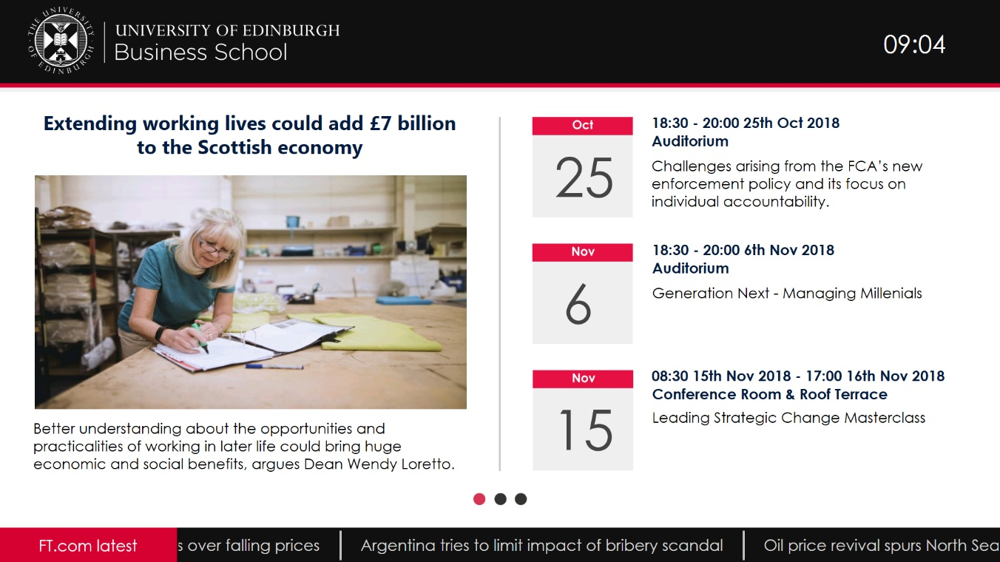 THE UNIVERSITY OF EDINBURGH
UNIVERSITY OF EDINBURGH
Business School
09:04
Extending working lives could add £7 billion
to the Scottish economy
Better understanding about the opportunities and
practicalities of working in later life could bring huge
economic and social benefits, argues Dean Wendy Loretto.
Oct
25
18:30 - 20:00 25th Oct 2018
Auditorium
Challenges arising from the FCA’s new
enforcement policy and its focus on
individual accountability.
Nov
6
18:30 - 20:00 6th Nov 2018
Auditorium
Generation Next - Managing Millenials
Nov
15
08:30 15th Nov 2018 - 17:00 16th Nov 2018
Conference Room & Roof Terrace
Leading Strategic Change Masterclass
FT.com latest
s over falling prices
Argentina tries to limit impact of bribery scandal
Oil price revival spurs North Sea